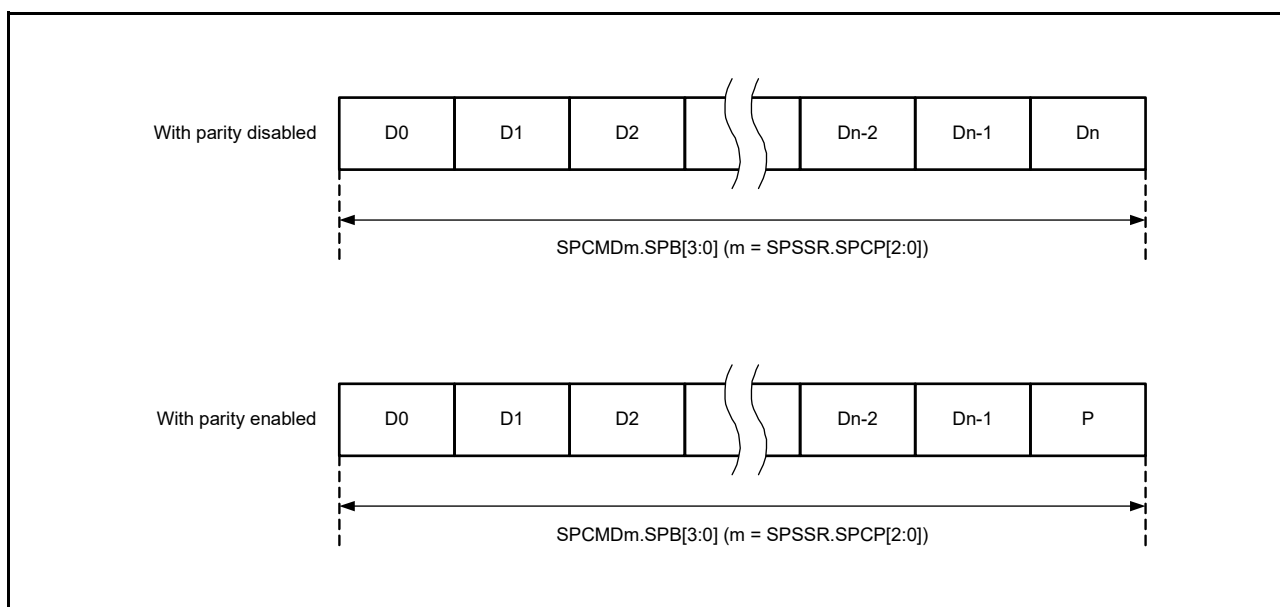 With parity disabled D0 D1 D2 Dn-2 Dn-1 Dn
SPCMDm.SPB[3:0] (m = SPSSR.SPCP[2:0])
With parity enabled D0 D1 D2 Dn-2 Dn-1 P
SPCMDm.SPB[3:0] (m = SPSSR.SPCP[2:0])